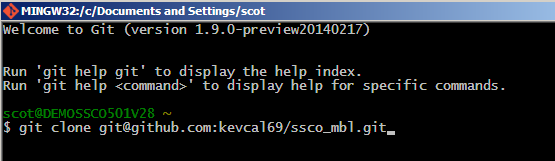 MINGW32:/c/Documents and Settings/scot
Welcome to Git (version 1.9.0-preview20140217)
Run 'git help git' to display the help index.
Run 'git help <command>' to display help for specific commands.
scot@DEMOSSCO501V28 ~
$ git clone git@github.com:kevcal69/ssco_mbl.git_